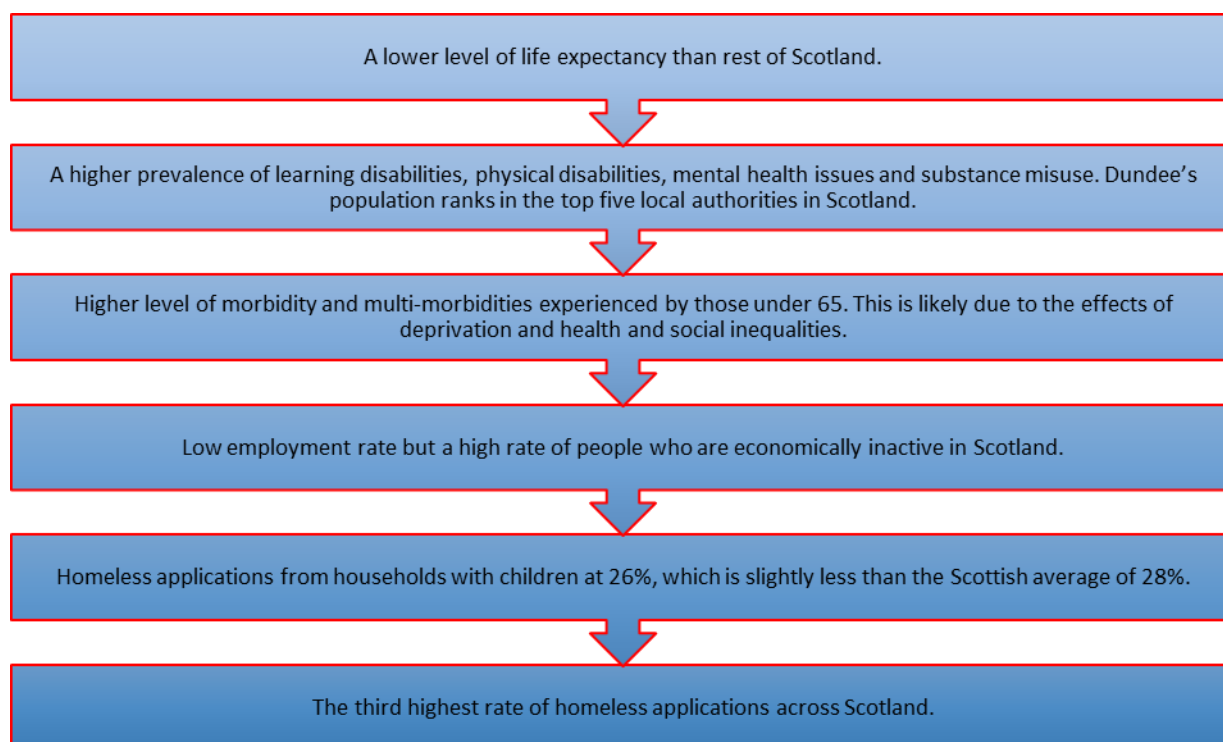 A lower level of life expectancy than rest of Scotland.
A higher prevalence of learning disabilities, physical disabilities, mental health issues and substance misuse. Dundee's
population ranks in the top five local authorities in Scotland.
Higher level of morbidity and multi-morbidities experienced by those under 65. This is likely due to the effects of
deprivation and health and social inequalities.
Low employment rate but a high rate of people who are economically inactive in Scotland.
Homeless applications from households with children at 26%, which is slightly less than the Scottish average of 28%.
The third highest rate of homeless applications across Scotland.